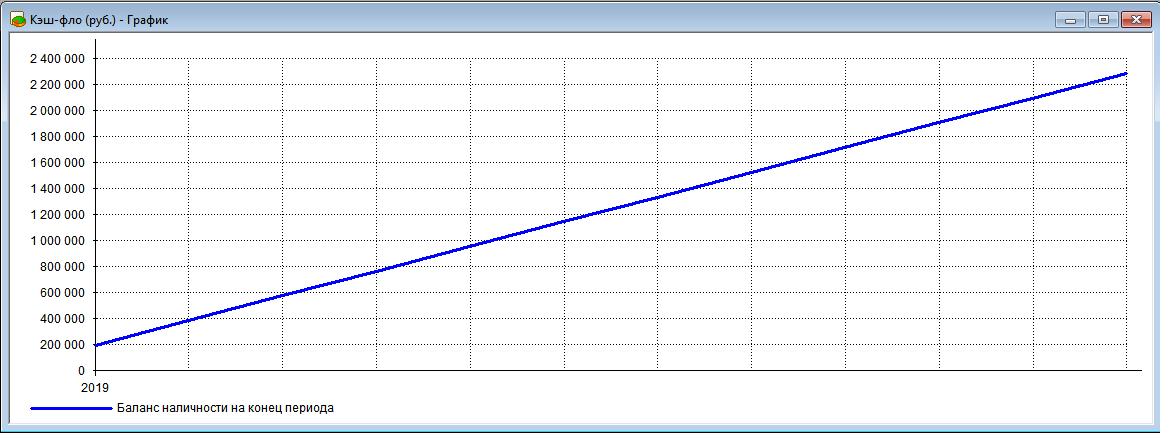 Кэш-фло (руб.) - График
2 400 000
2 200 000
2 000 000
1 800 000
1 600 000
1 400 000
1 200 000
1 000 000
800 000
600 000
400 000
200 000
0
2019
Баланс наличности на конец периода